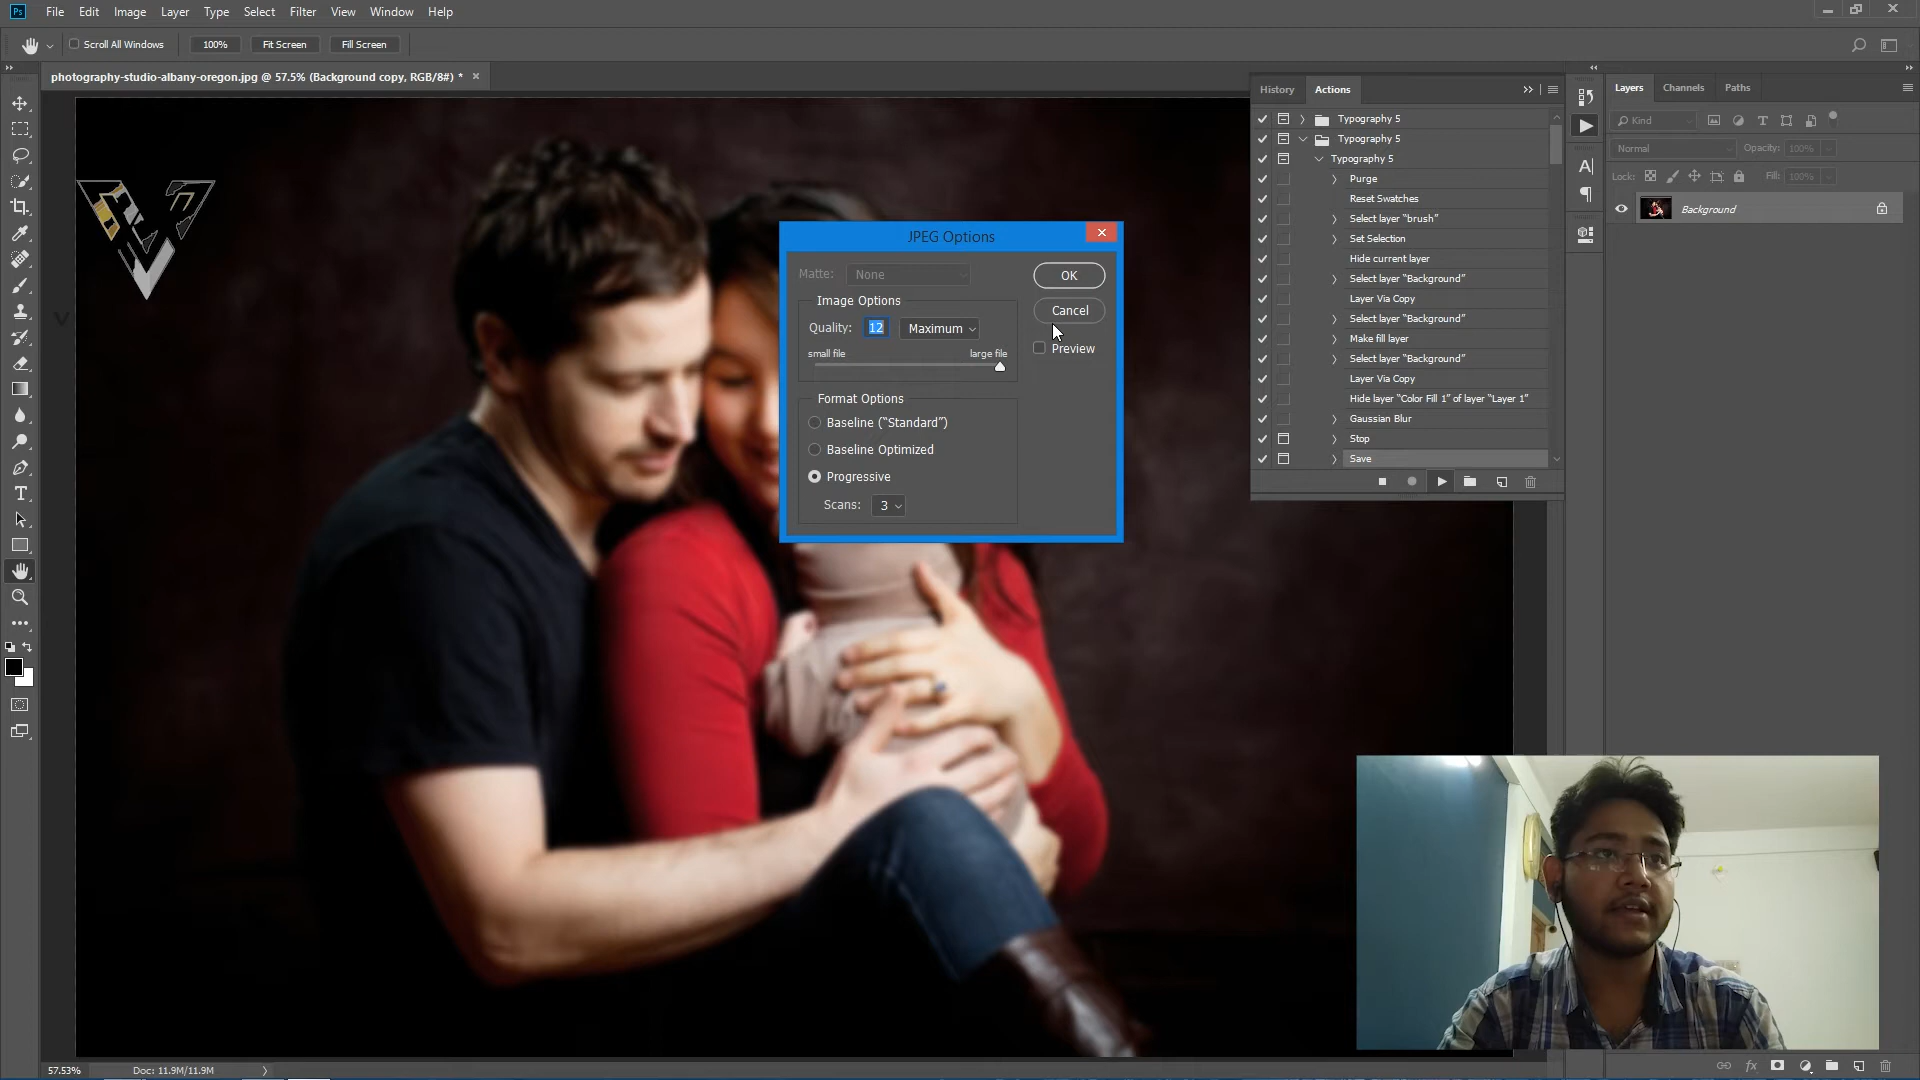 Ps File Edit Image Layer Type Select Filter View Window Help
Scroll All Windows 100% Fit Screen Fill Screen
photography-studio-albany-oregon.jpg @ 57.5% (Background copy, RGB/8#) *
History Actions
Typography 5
Typography 5
Typography 5
Purge
Reset Swatches
Select layer “brush”
Set Selection
Hide current layer
Select layer “Background”
Layer Via Copy
Select layer “Background”
Make fill layer
Select layer “Background”
Layer Via Copy
Hide layer “Color Fill 1” of layer “Layer 1”
Gaussian Blur
Stop
Save
Layers Channels Paths
Kind
Normal Opacity: 100%
Lock: Fill: 100%
Background
JPEG Options
Matte: None
OK
Cancel
Preview
Image Options
Quality: 12 Maximum
small file large file
Format Options
Baseline (“Standard”)
Baseline Optimized
Progressive
Scans: 3
57.53% Doc: 11.9M/11.9M